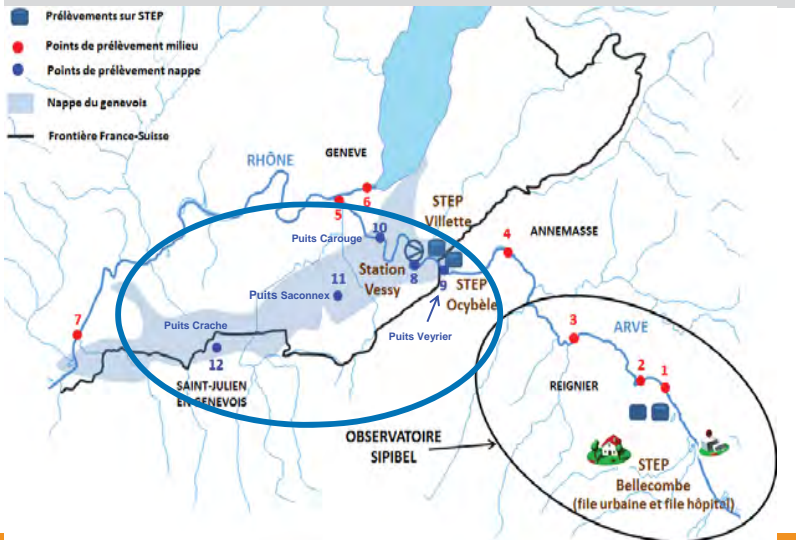 Prélèvements sur STEP
Points de prélèvement milieu
Points de prélèvement nappe
Nappe du genevois
Frontière France-Suisse
RHÔNE
GENEVE
6
5
STEP
Villette
10
Puits Carouge
4
ANNEMASSE
Station
Vessy
8
9
STEP
Ocybèle
11
Puits Saconnex
Puits Veyrier
7
Puits Crache
12
SAINT-JULIEN
EN GENEVOIS
3
ARVE
2
1
REIGNIER
OBSERVATOIRE
SIPIBEL
STEP
Bellecombe
(file urbaine et file hôpital)